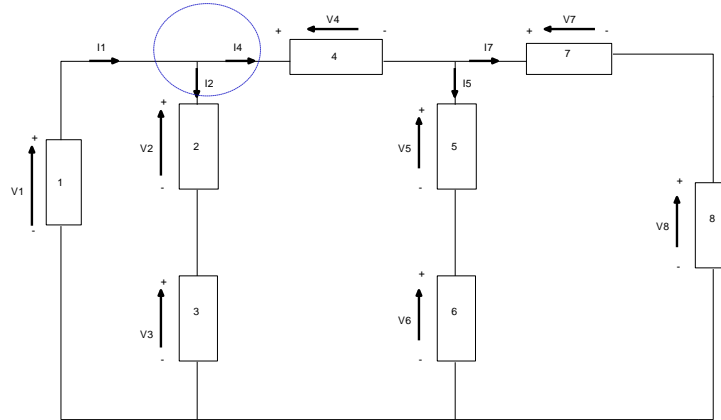 V4
V7
+ -
+ -
I1
I4
I7
4
7
I2
I5
+
+
+
V2
2
V5
5
V1
1
-
-
-
+
V8
8
-
+
+
V3
3
V6
6
-
-